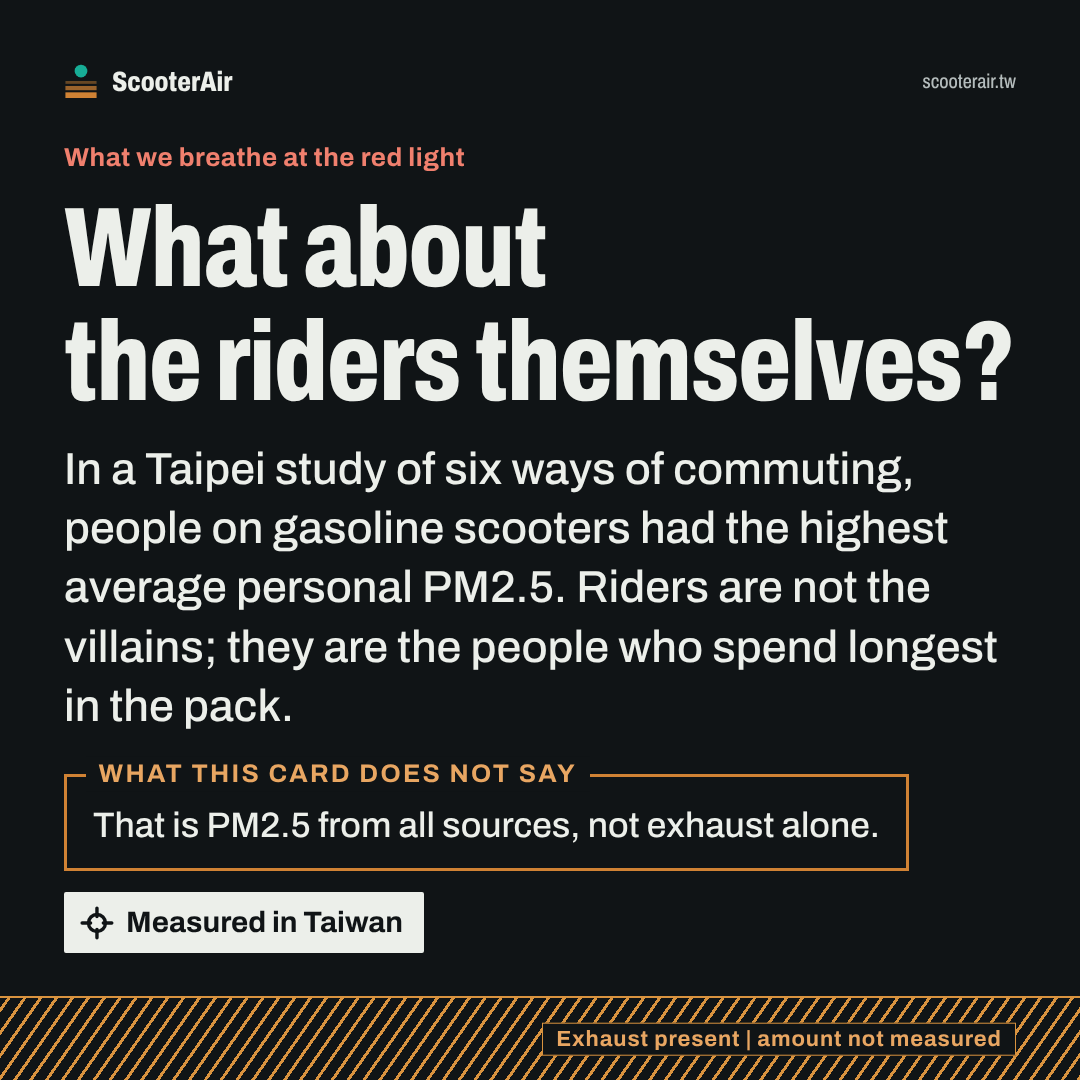 ScooterAir
scooterair.tw
What we breathe at the red light
What about
the riders themselves?
In a Taipei study of six ways of commuting,
people on gasoline scooters had the highest
average personal PM2.5. Riders are not the
villains; they are the people who spend longest
in the pack.
WHAT THIS CARD DOES NOT SAY
That is PM2.5 from all sources, not exhaust alone.
Measured in Taiwan
Exhaust present | amount not measured